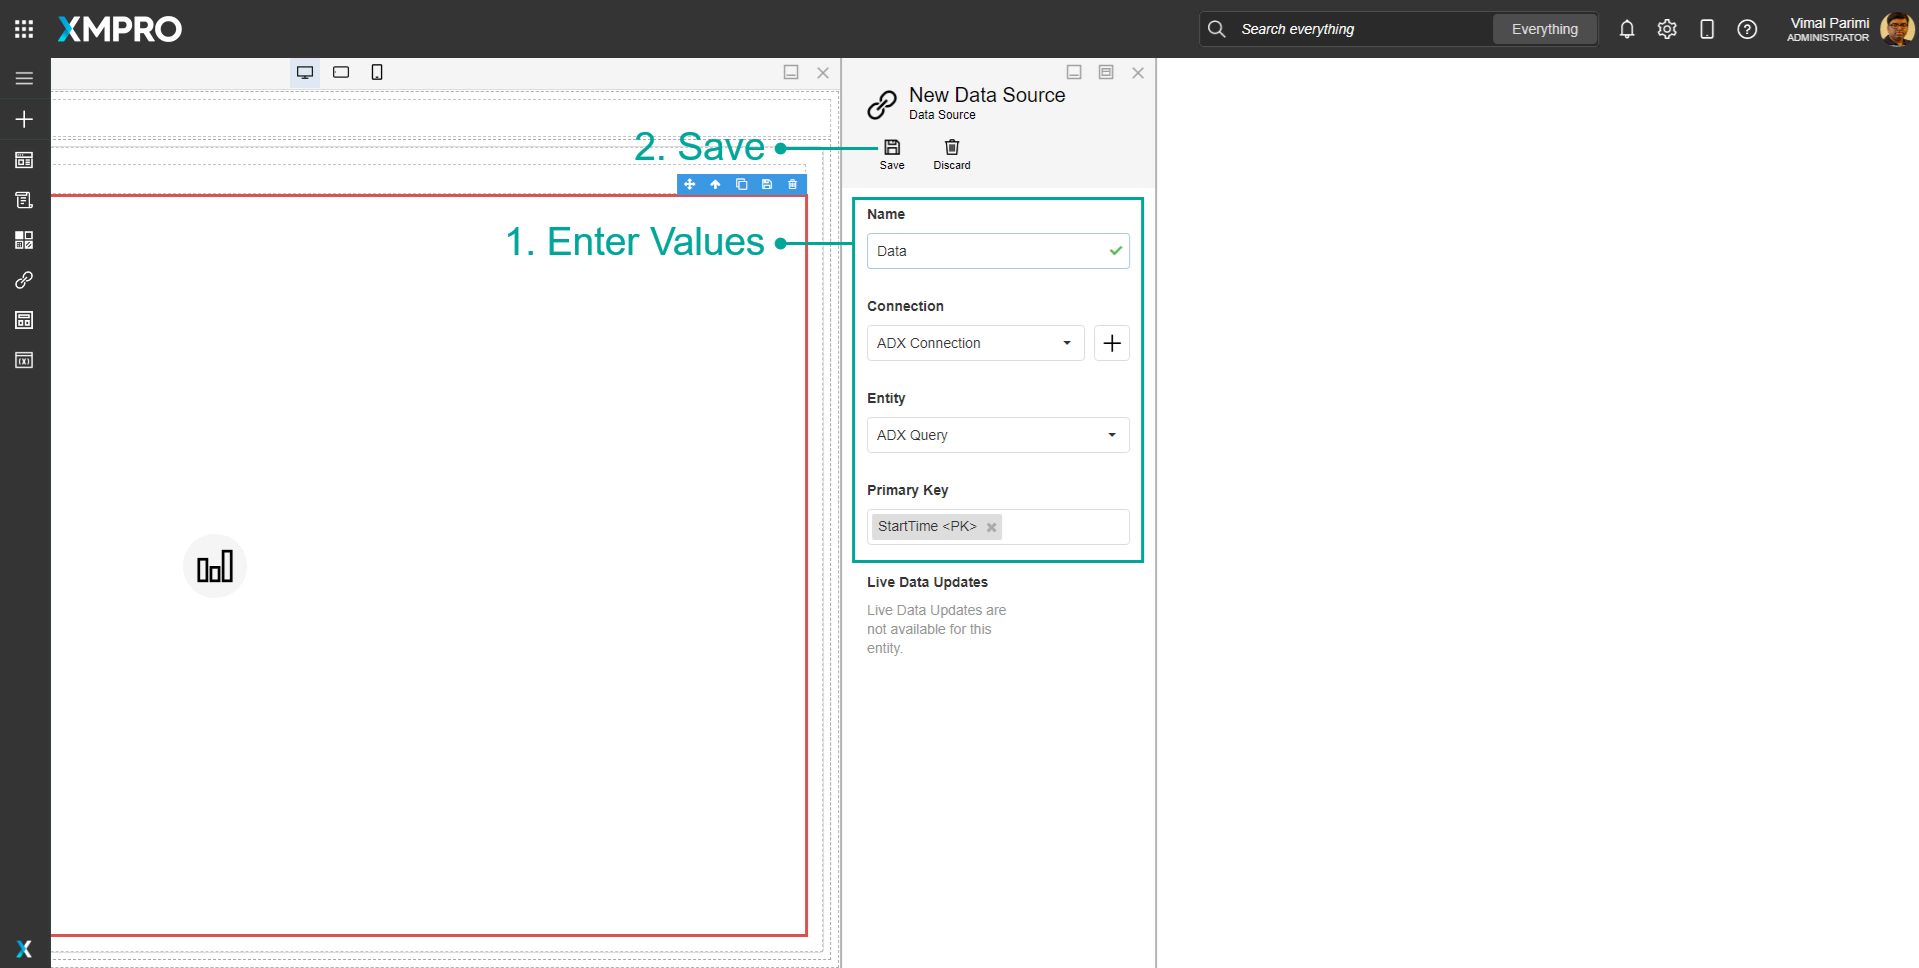 XMPRO
Search everything
Everything
Vimal Parimi
ADMINISTRATOR
New Data Source
Data Source
2. Save
Save
Discard
1. Enter Values
Name
Data
Connection
ADX Connection
Entity
ADX Query
Primary Key
StartTime <PK>
Live Data Updates
Live Data Updates are
not available for this
entity.